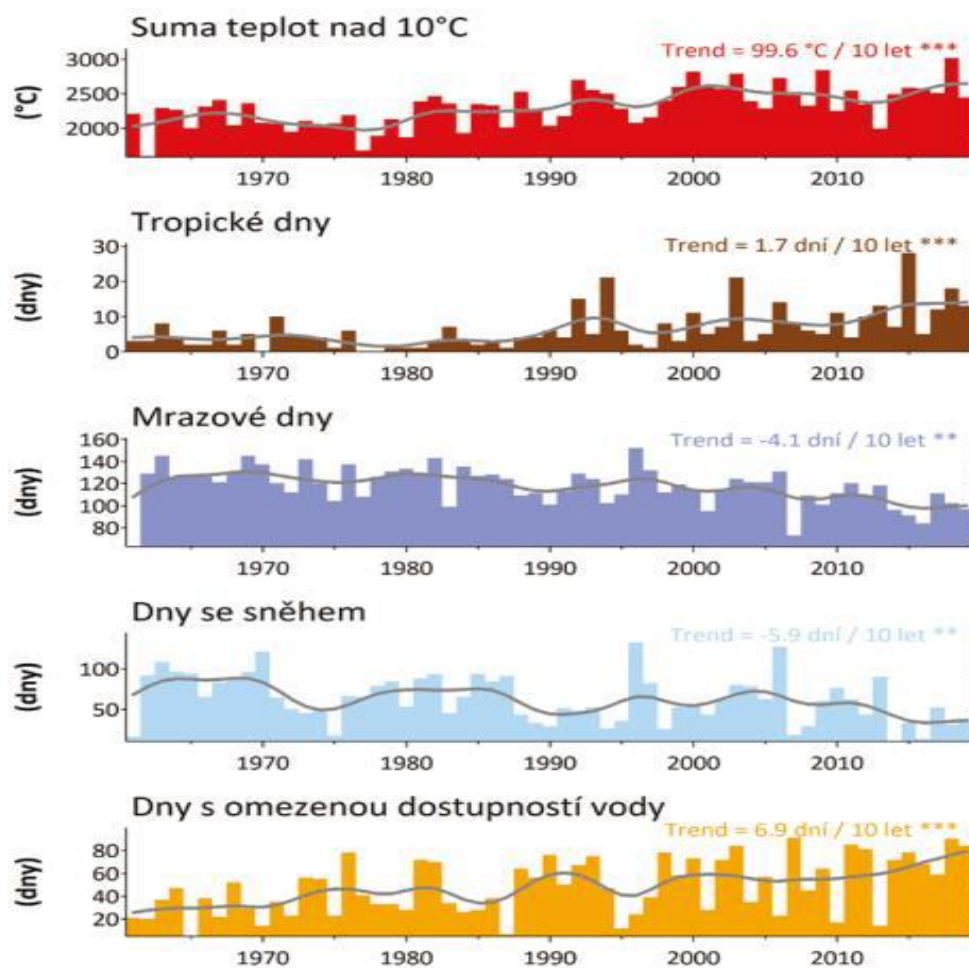 Suma teplot nad 10°C
Trend = 99.6 °C / 10 let ***
(°C)
3000
2500
2000
1970 1980 1990 2000 2010
Tropické dny
Trend = 1.7 dní / 10 let ***
(dny)
30
20
10
0
1970 1980 1990 2000 2010
Mrazové dny
Trend = -4.1 dní / 10 let **
(dny)
160
140
120
100
80
1970 1980 1990 2000 2010
Dny se sněhem
Trend = -5.9 dní / 10 let **
(dny)
100
50
1970 1980 1990 2000 2010
Dny s omezenou dostupností vody
Trend = 6.9 dní / 10 let ***
(dny)
80
60
40
20
1970 1980 1990 2000 2010